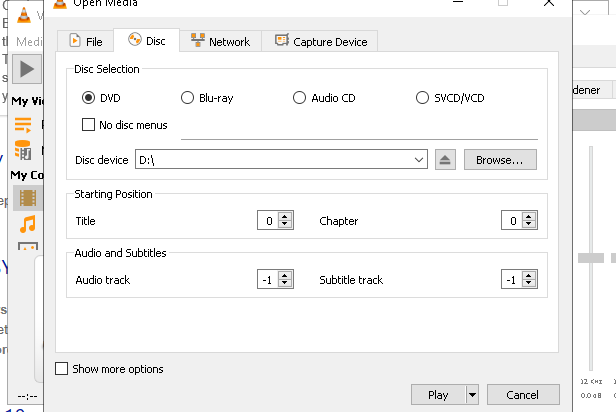 Open Media
Media
File
Disc
Network
Capture Device
dener
Disc Selection
DVD
Blu-ray
Audio CD
SVCD/VCD
No disc menus
My Vi
Disc device
D:\
Browse...
My Co
Starting Position
Title
0
Chapter
0
Audio and Subtitles
Audio track
-1
Subtitle track
-1
Show more options
Play
Cancel
--:--
12 KHz
0.0 dB